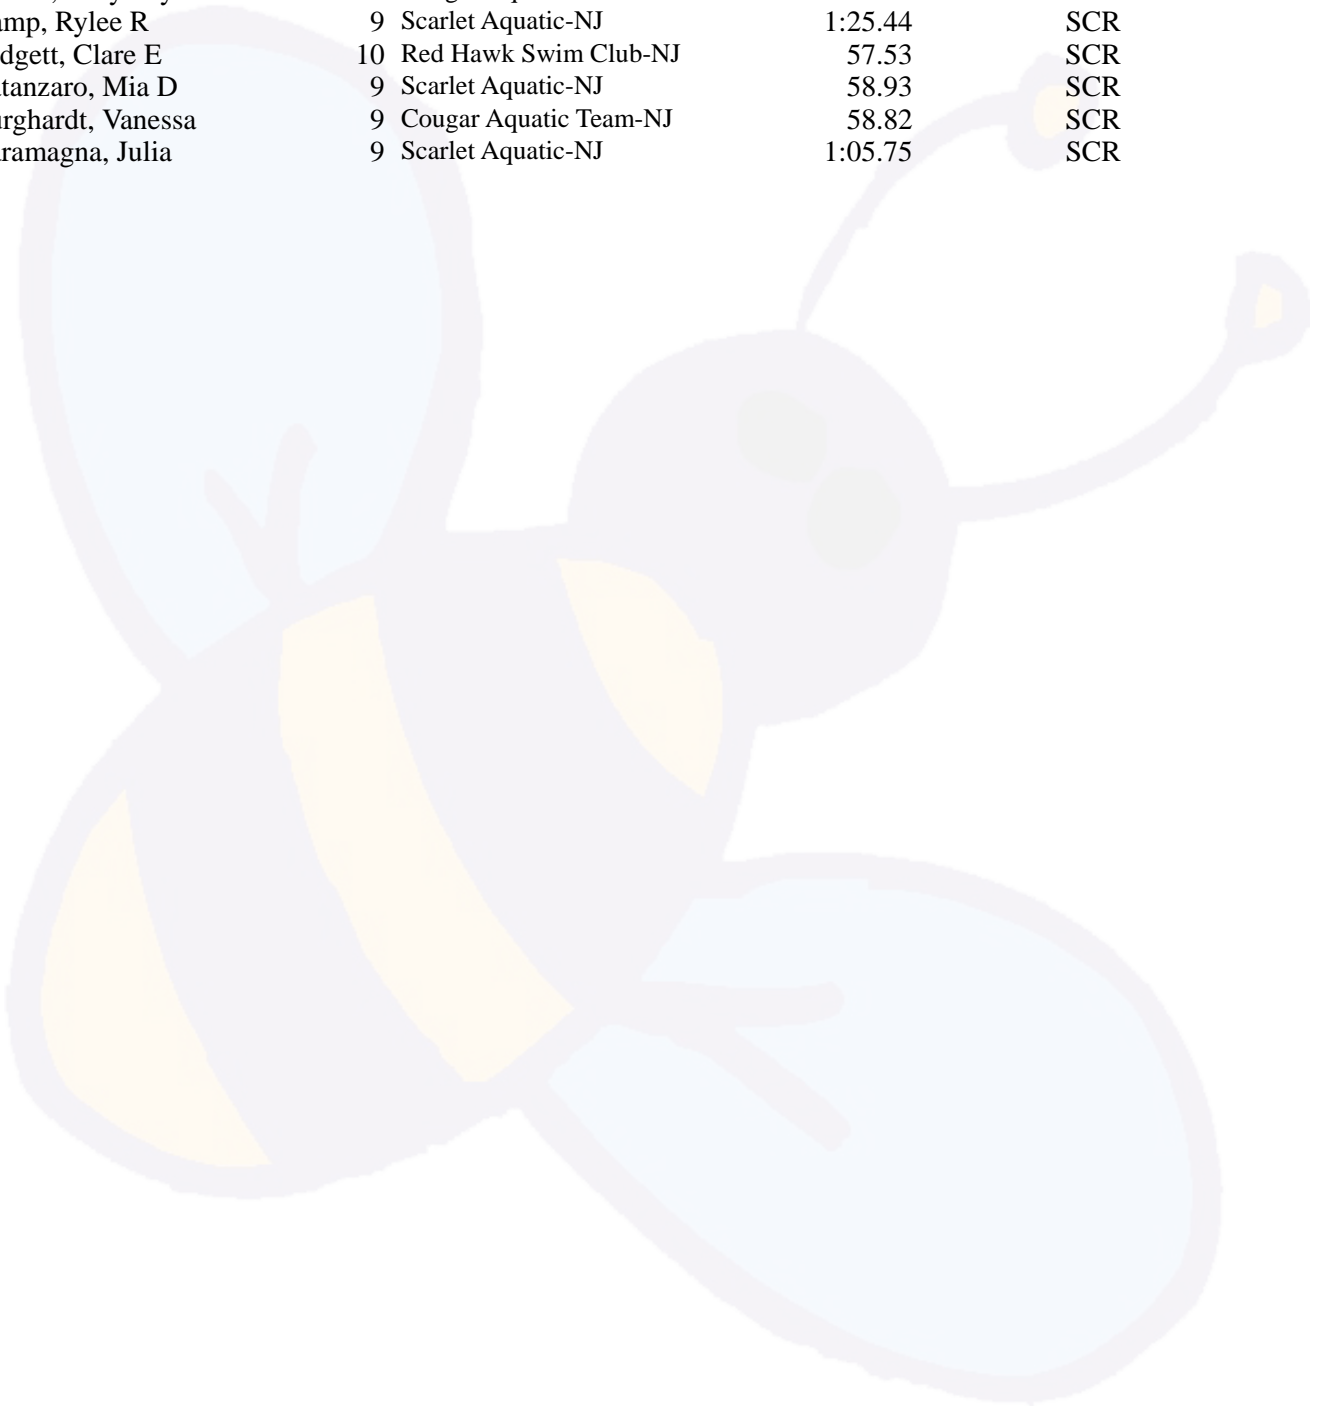 amp, Rylee R 9 Scarlet Aquatic-NJ 1:25.44 SCR
dgett, Clare E 10 Red Hawk Swim Club-NJ 57.53 SCR
tanzaro, Mia D 9 Scarlet Aquatic-NJ 58.93 SCR
rghardt, Vanessa 9 Cougar Aquatic Team-NJ 58.82 SCR
ramagna, Julia 9 Scarlet Aquatic-NJ 1:05.75 SCR